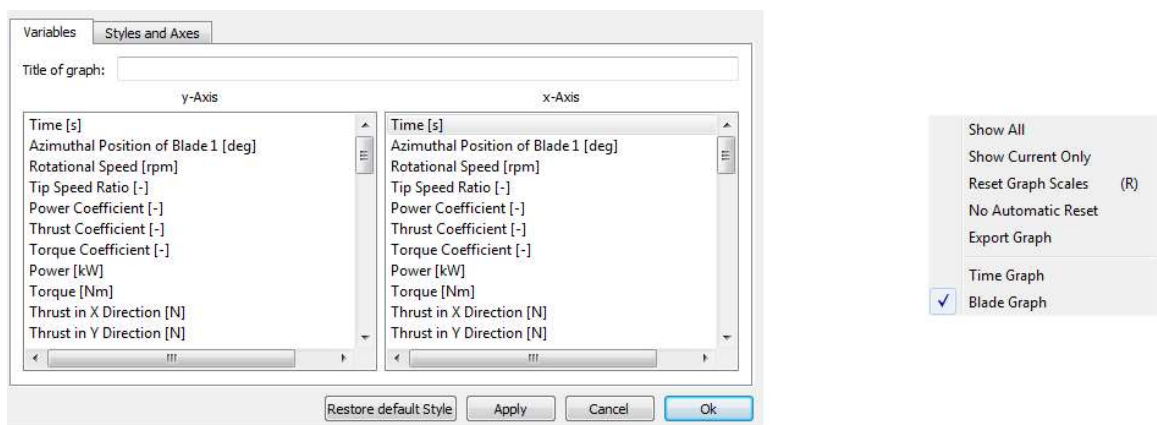 Variables Styles and Axes
Title of graph:
y-Axis x-Axis
Time [s] Time [s]
Azimuthal Position of Blade 1 [deg] Azimuthal Position of Blade 1 [deg]
Rotational Speed [rpm] Rotational Speed [rpm]
Tip Speed Ratio [-] Tip Speed Ratio [-]
Power Coefficient [-] Power Coefficient [-]
Thrust Coefficient [-] Thrust Coefficient [-]
Torque Coefficient [-] Torque Coefficient [-]
Power [kW] Power [kW]
Torque [Nm] Torque [Nm]
Thrust in X Direction [N] Thrust in X Direction [N]
Thrust in Y Direction [N] Thrust in Y Direction [N]
Restore default Style Apply Cancel Ok
Show All
Show Current Only
Reset Graph Scales (R)
No Automatic Reset
Export Graph
Time Graph
Blade Graph